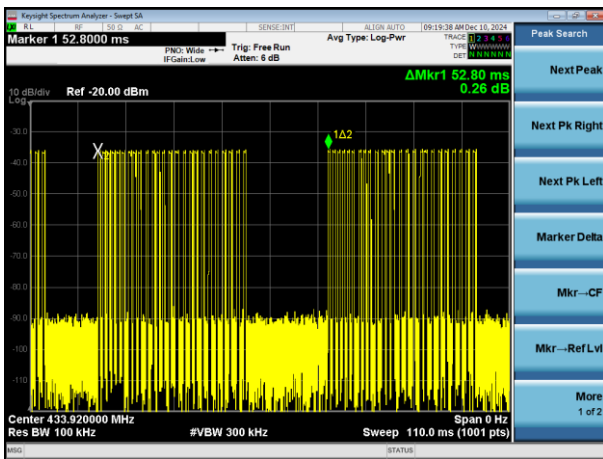 Keysight Spectrum Analyzer - Swept SA
RL RF 50 Ω AC SENSE:INT ALIGN AUTO 09:19:38 AM Dec 10, 2024
Marker 1 52.8000 ms
PNO: Wide
IFGain:Low
Trig: Free Run
Atten: 6 dB
Avg Type: Log-Pwr
TRACE 1 2 3 4 5 6
TYPE WWWWWW
DET N N N N N N
Peak Search
Next Peak
Next Pk Right
Next Pk Left
Marker Delta
Mkr→CF
Mkr→Ref Lvl
More
1 of 2
ΔMkr1 52.80 ms
0.26 dB
10 dB/div Ref -20.00 dBm
Log
1Δ2
X2
-30.0
-40.0
-50.0
-60.0
-70.0
-80.0
-90.0
-100
-110
Center 433.920000 MHz Span 0 Hz
Res BW 100 kHz #VBW 300 kHz Sweep 110.0 ms (1001 pts)
MSG STATUS